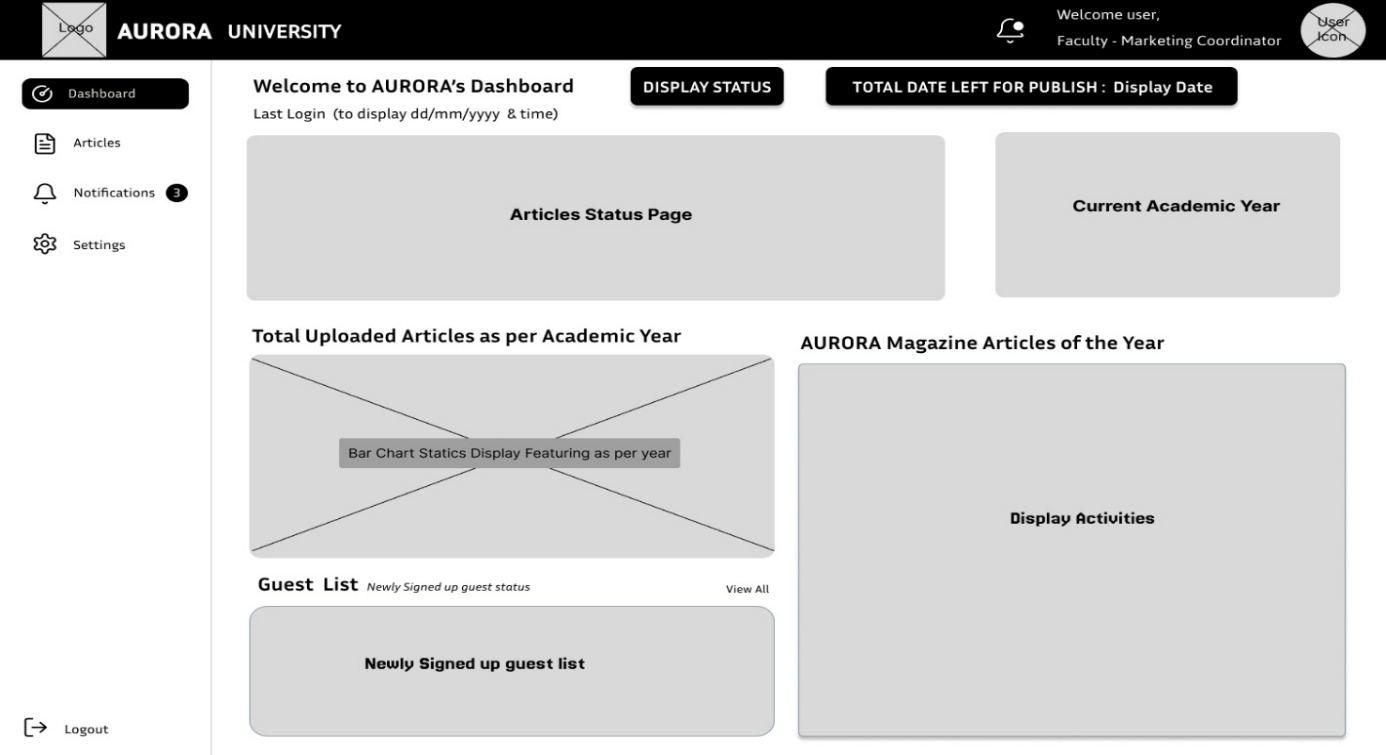 Logo
AURORA UNIVERSITY
Welcome user,
Faculty - Marketing Coordinator
User
Icon
Dashboard
Articles
Notifications 3
Settings
Logout
Welcome to AURORA's Dashboard
Last Login (to display dd/mm/yyyy & time)
DISPLAY STATUS
TOTAL DATE LEFT FOR PUBLISH : Display Date
Articles Status Page
Current Academic Year
Total Uploaded Articles as per Academic Year
Bar Chart Statics Display Featuring as per year
AURORA Magazine Articles of the Year
Display Activities
Guest List Newly Signed up guest status
View All
Newly Signed up guest list